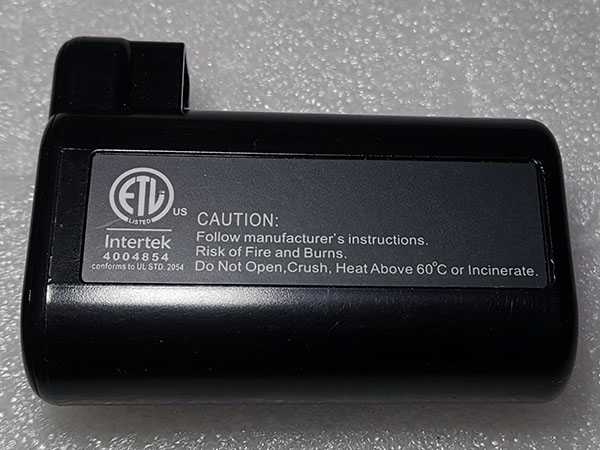 ETL
CM
LISTED
US
Intertek
4004854
conforms to UL STD. 2054
CAUTION:
Follow manufacturer's instructions.
Risk of Fire and Burns.
Do Not Open,Crush, Heat Above 60°C or Incinerate.